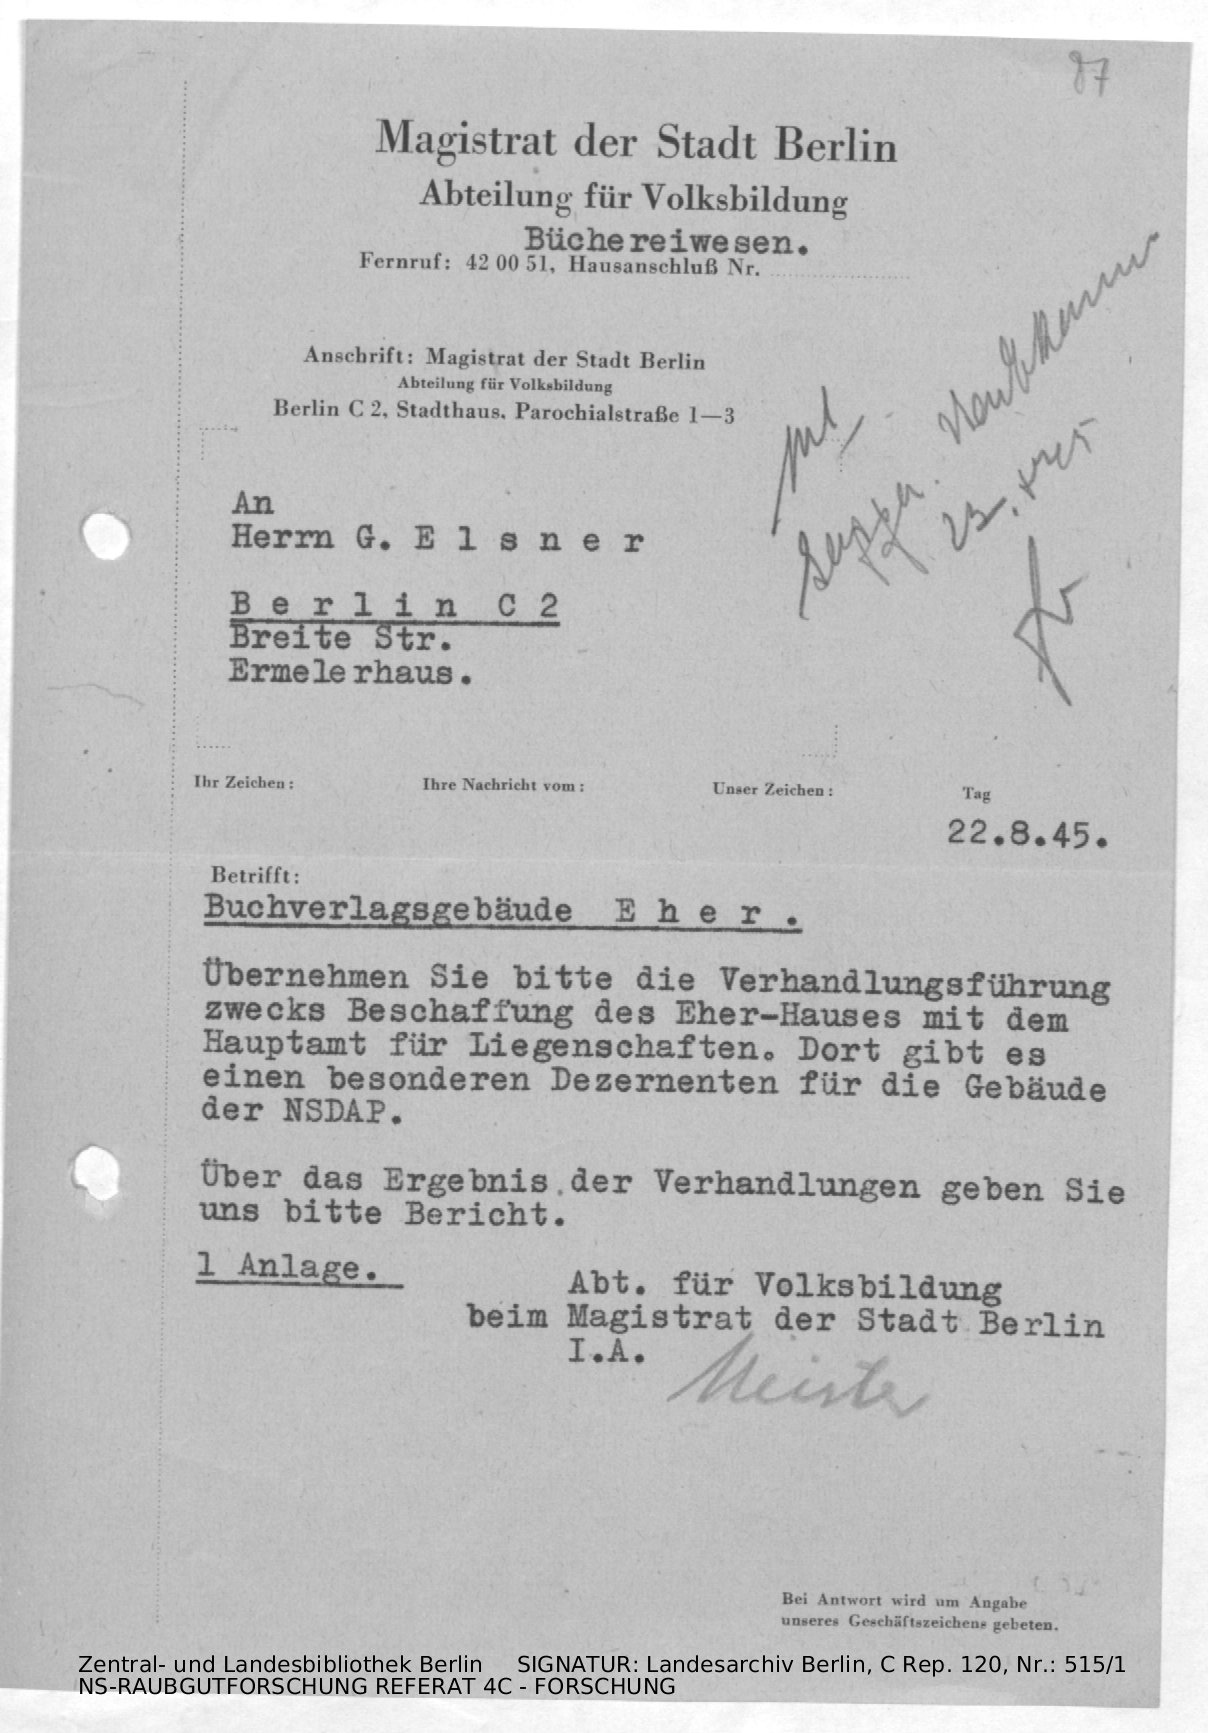 87
Magistrat der Stadt Berlin
Abteilung für Volksbildung
Büchereiwesen.
Fernruf: 42 00 51, Hausanschluß Nr.
Anschrift: Magistrat der Stadt Berlin
Abteilung für Volksbildung
Berlin C 2, Stadthaus, Parochialstraße 1—3
An
Herrn G. E l s n e r
B e r l i n C 2
Breite Str.
Ermelerhaus.
Ihr Zeichen: Ihre Nachricht vom: Unser Zeichen: Tag
22.8.45.
Betrifft:
Buchverlagsgebäude E h e r .
Übernehmen Sie bitte die Verhandlungsführung
zwecks Beschaffung des Eher-Hauses mit dem
Hauptamt für Liegenschaften. Dort gibt es
einen besonderen Dezernenten für die Gebäude
der NSDAP.
Über das Ergebnis der Verhandlungen geben Sie
uns bitte Bericht.
1 Anlage.
Abt. für Volksbildung
beim Magistrat der Stadt Berlin
I.A.
Meister
Bei Antwort wird um Angabe
unseres Geschäftszeichens gebeten.
Zentral- und Landesbibliothek Berlin SIGNATUR: Landesarchiv Berlin, C Rep. 120, Nr.: 515/1
NS-RAUBGUTFORSCHUNG REFERAT 4C - FORSCHUNG